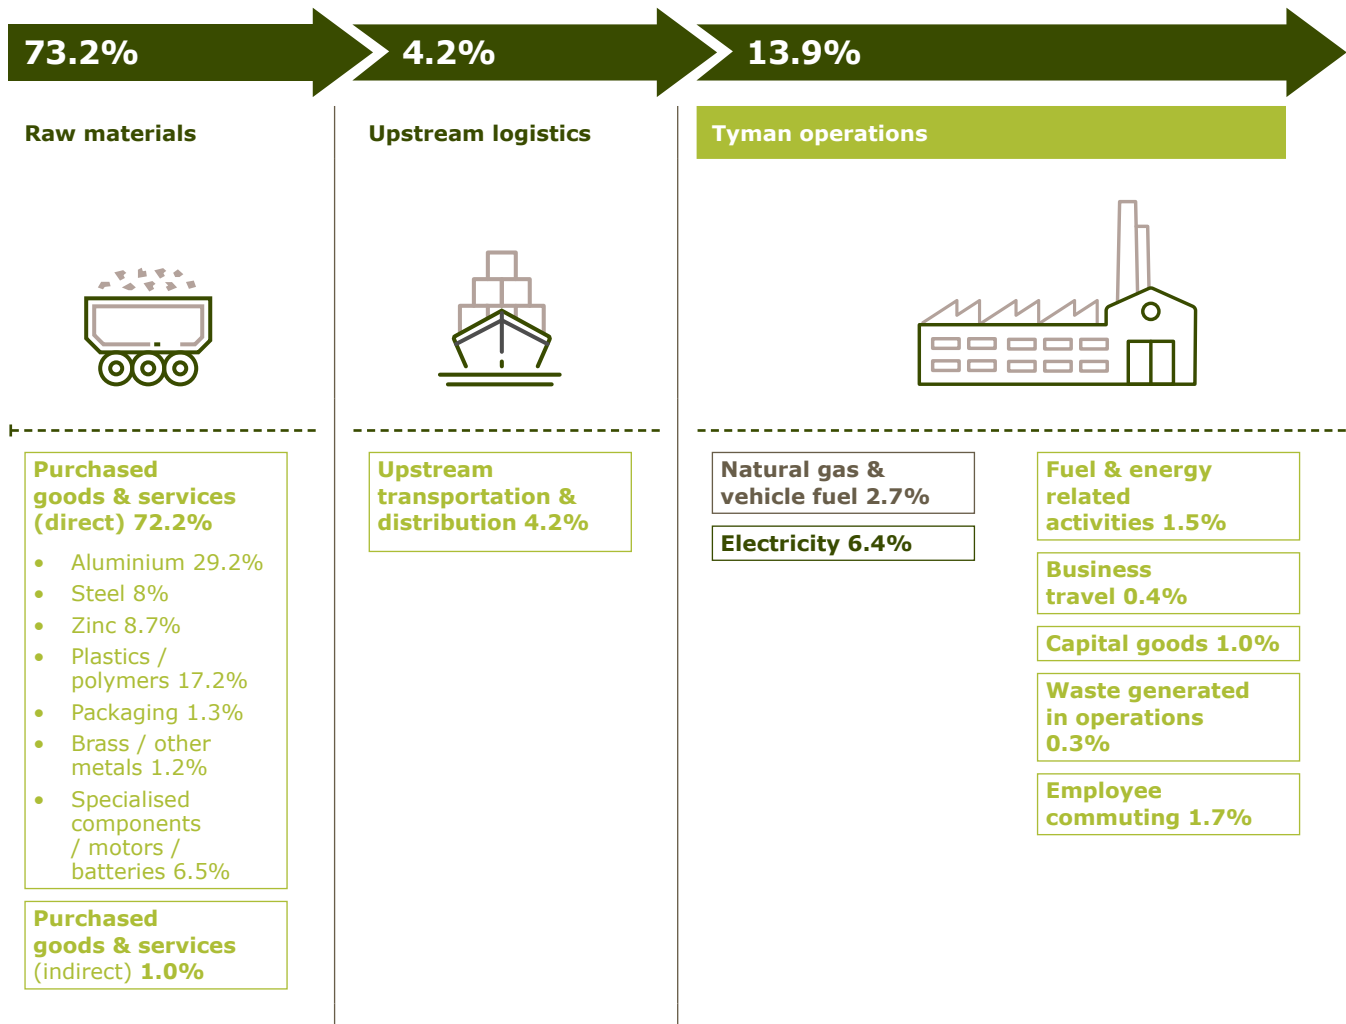 73.2%
4.2%
13.9%
Raw materials
Upstream logistics
Tyman operations
Purchased
goods & services
(direct) 72.2%
• Aluminium 29.2%
• Steel 8%
• Zinc 8.7%
• Plastics /
polymers 17.2%
• Packaging 1.3%
• Brass / other
metals 1.2%
• Specialised
components
/ motors /
batteries 6.5%
Purchased
goods & services
(indirect) 1.0%
Upstream
transportation &
distribution 4.2%
Natural gas &
vehicle fuel 2.7%
Electricity 6.4%
Fuel & energy
related
activities 1.5%
Business
travel 0.4%
Capital goods 1.0%
Waste generated
in operations
0.3%
Employee
commuting 1.7%